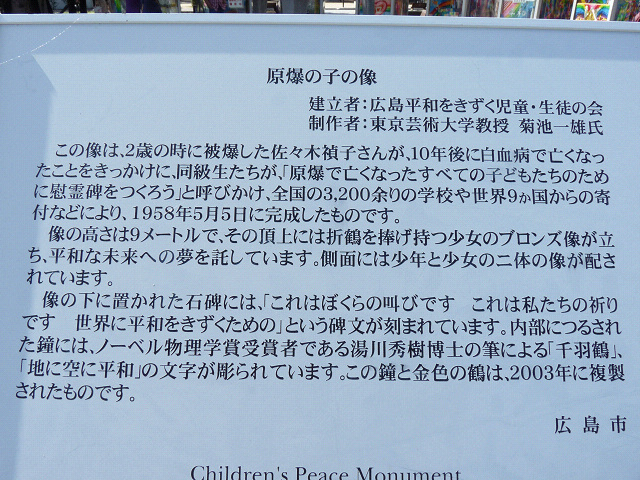 原爆の子の像
建立者：広島平和をきずく児童・生徒の会
制作者：東京芸術大学教授 菊池一雄氏
この像は、2歳の時に被爆した佐々木禎子さんが、10年後に白血病で亡くなっ
たことをきっかけに、同級生たちが、「原爆で亡くなったすべての子どもたちのため
に慰霊碑をつくろう」と呼びかけ、全国の3,200余りの学校や世界9か国からの寄
付などにより、1958年5月5日に完成したものです。
像の高さは9メートルで、その頂上には折鶴を捧げ持つ少女のブロンズ像が立
ち、平和な未来への夢を託しています。側面には少年と少女の二体の像が配さ
れています。
像の下に置かれた石碑には、「これはぼくらの叫びです　これは私たちの祈り
です　世界に平和をきずくための」という碑文が刻まれています。内部につるされ
た鐘には、ノーベル物理学賞受賞者である湯川秀樹博士の筆による「千羽鶴」、
「地に空に平和」の文字が彫られています。この鐘と金色の鶴は、2003年に複製
されたものです。
広島市
Children's Peace Monument